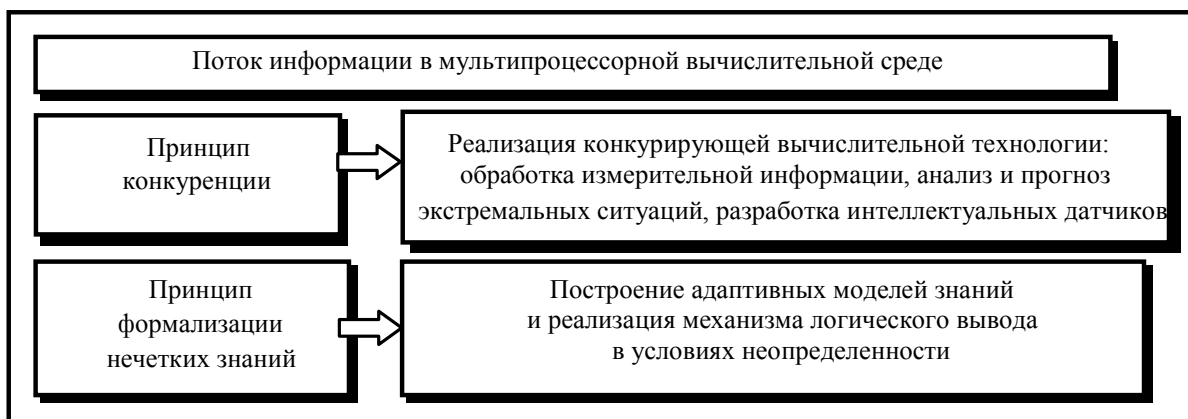 Поток информации в мультипроцессорной вычислительной среде
Принцип
конкуренции
Реализация конкурирующей вычислительной технологии:
обработка измерительной информации, анализ и прогноз
экстремальных ситуаций, разработка интеллектуальных датчиков
Принцип
формализации
нечетких знаний
Построение адаптивных моделей знаний
и реализация механизма логического вывода
в условиях неопределенности